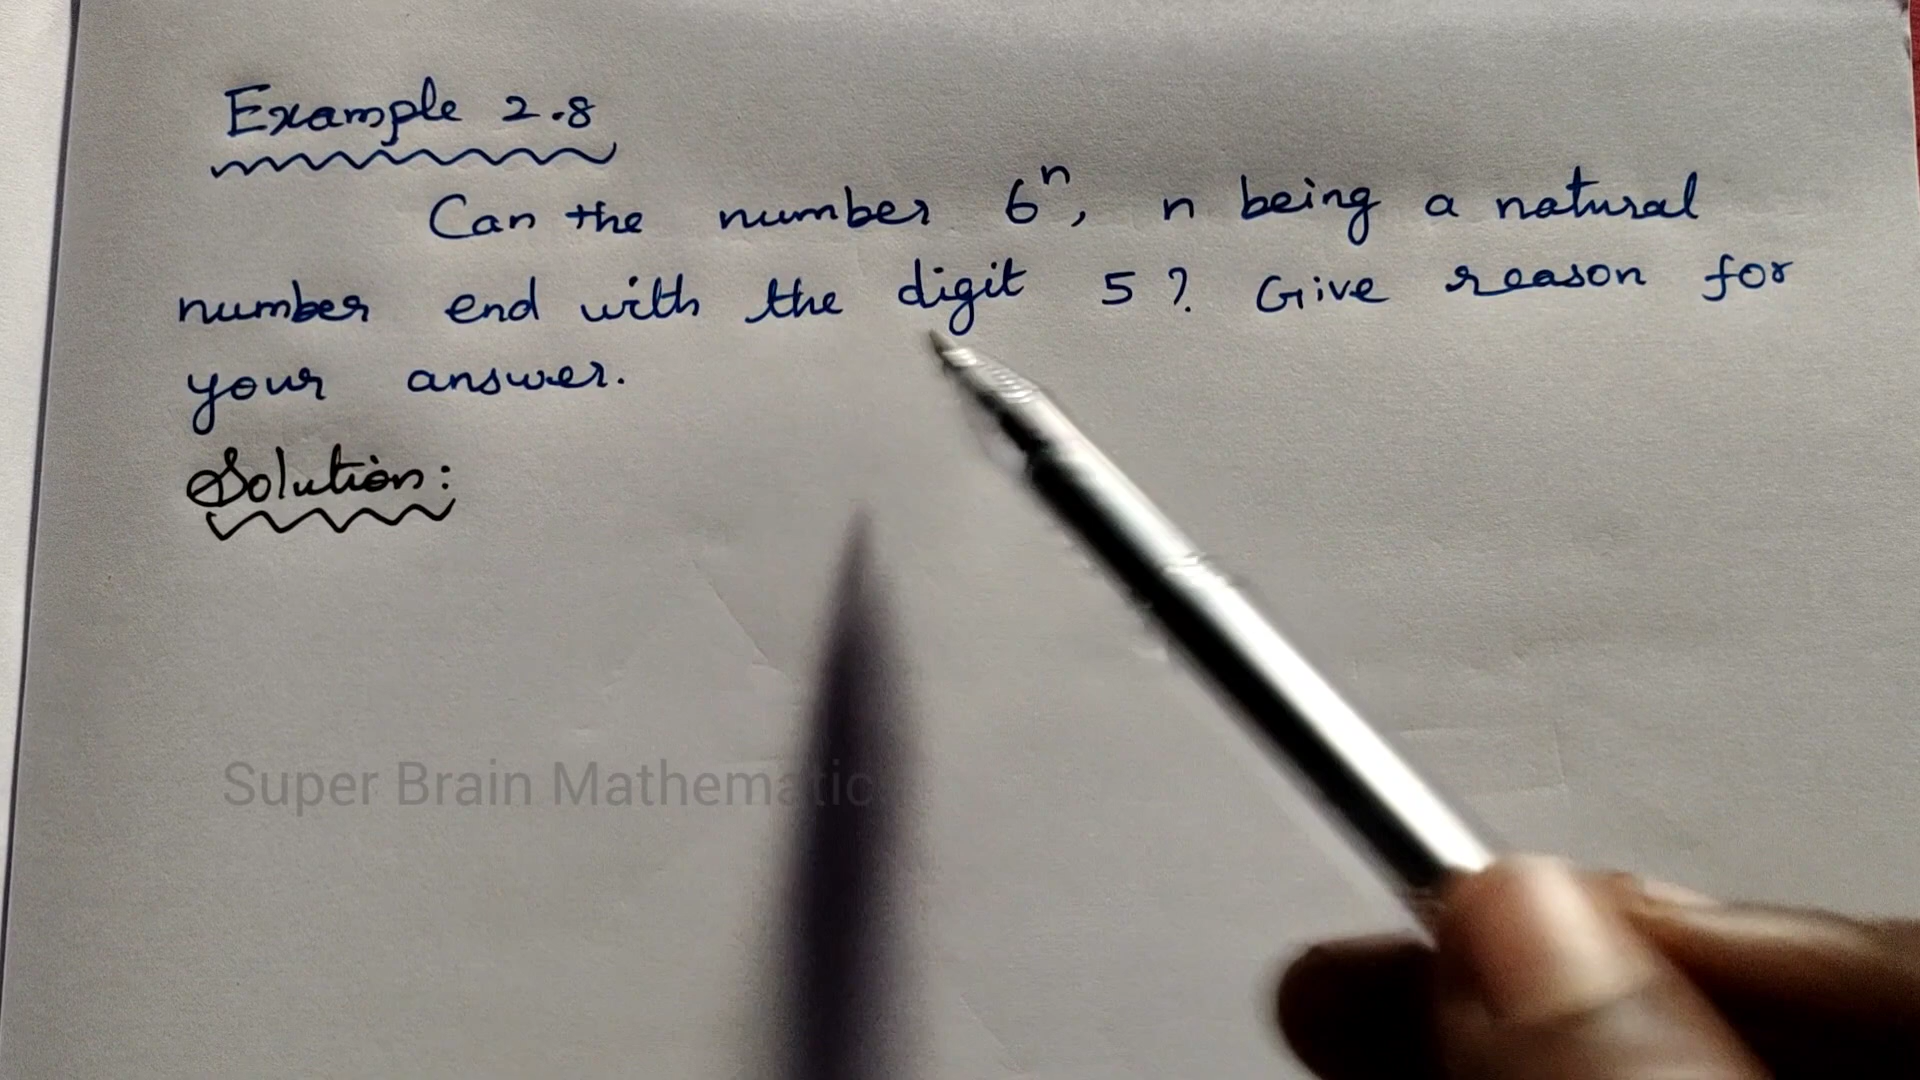 Example 2.8
Can the number 6ⁿ, n being a natural
number end with the digit 5? Give reason for
your answer.
Solution:
Super Brain Mathematic